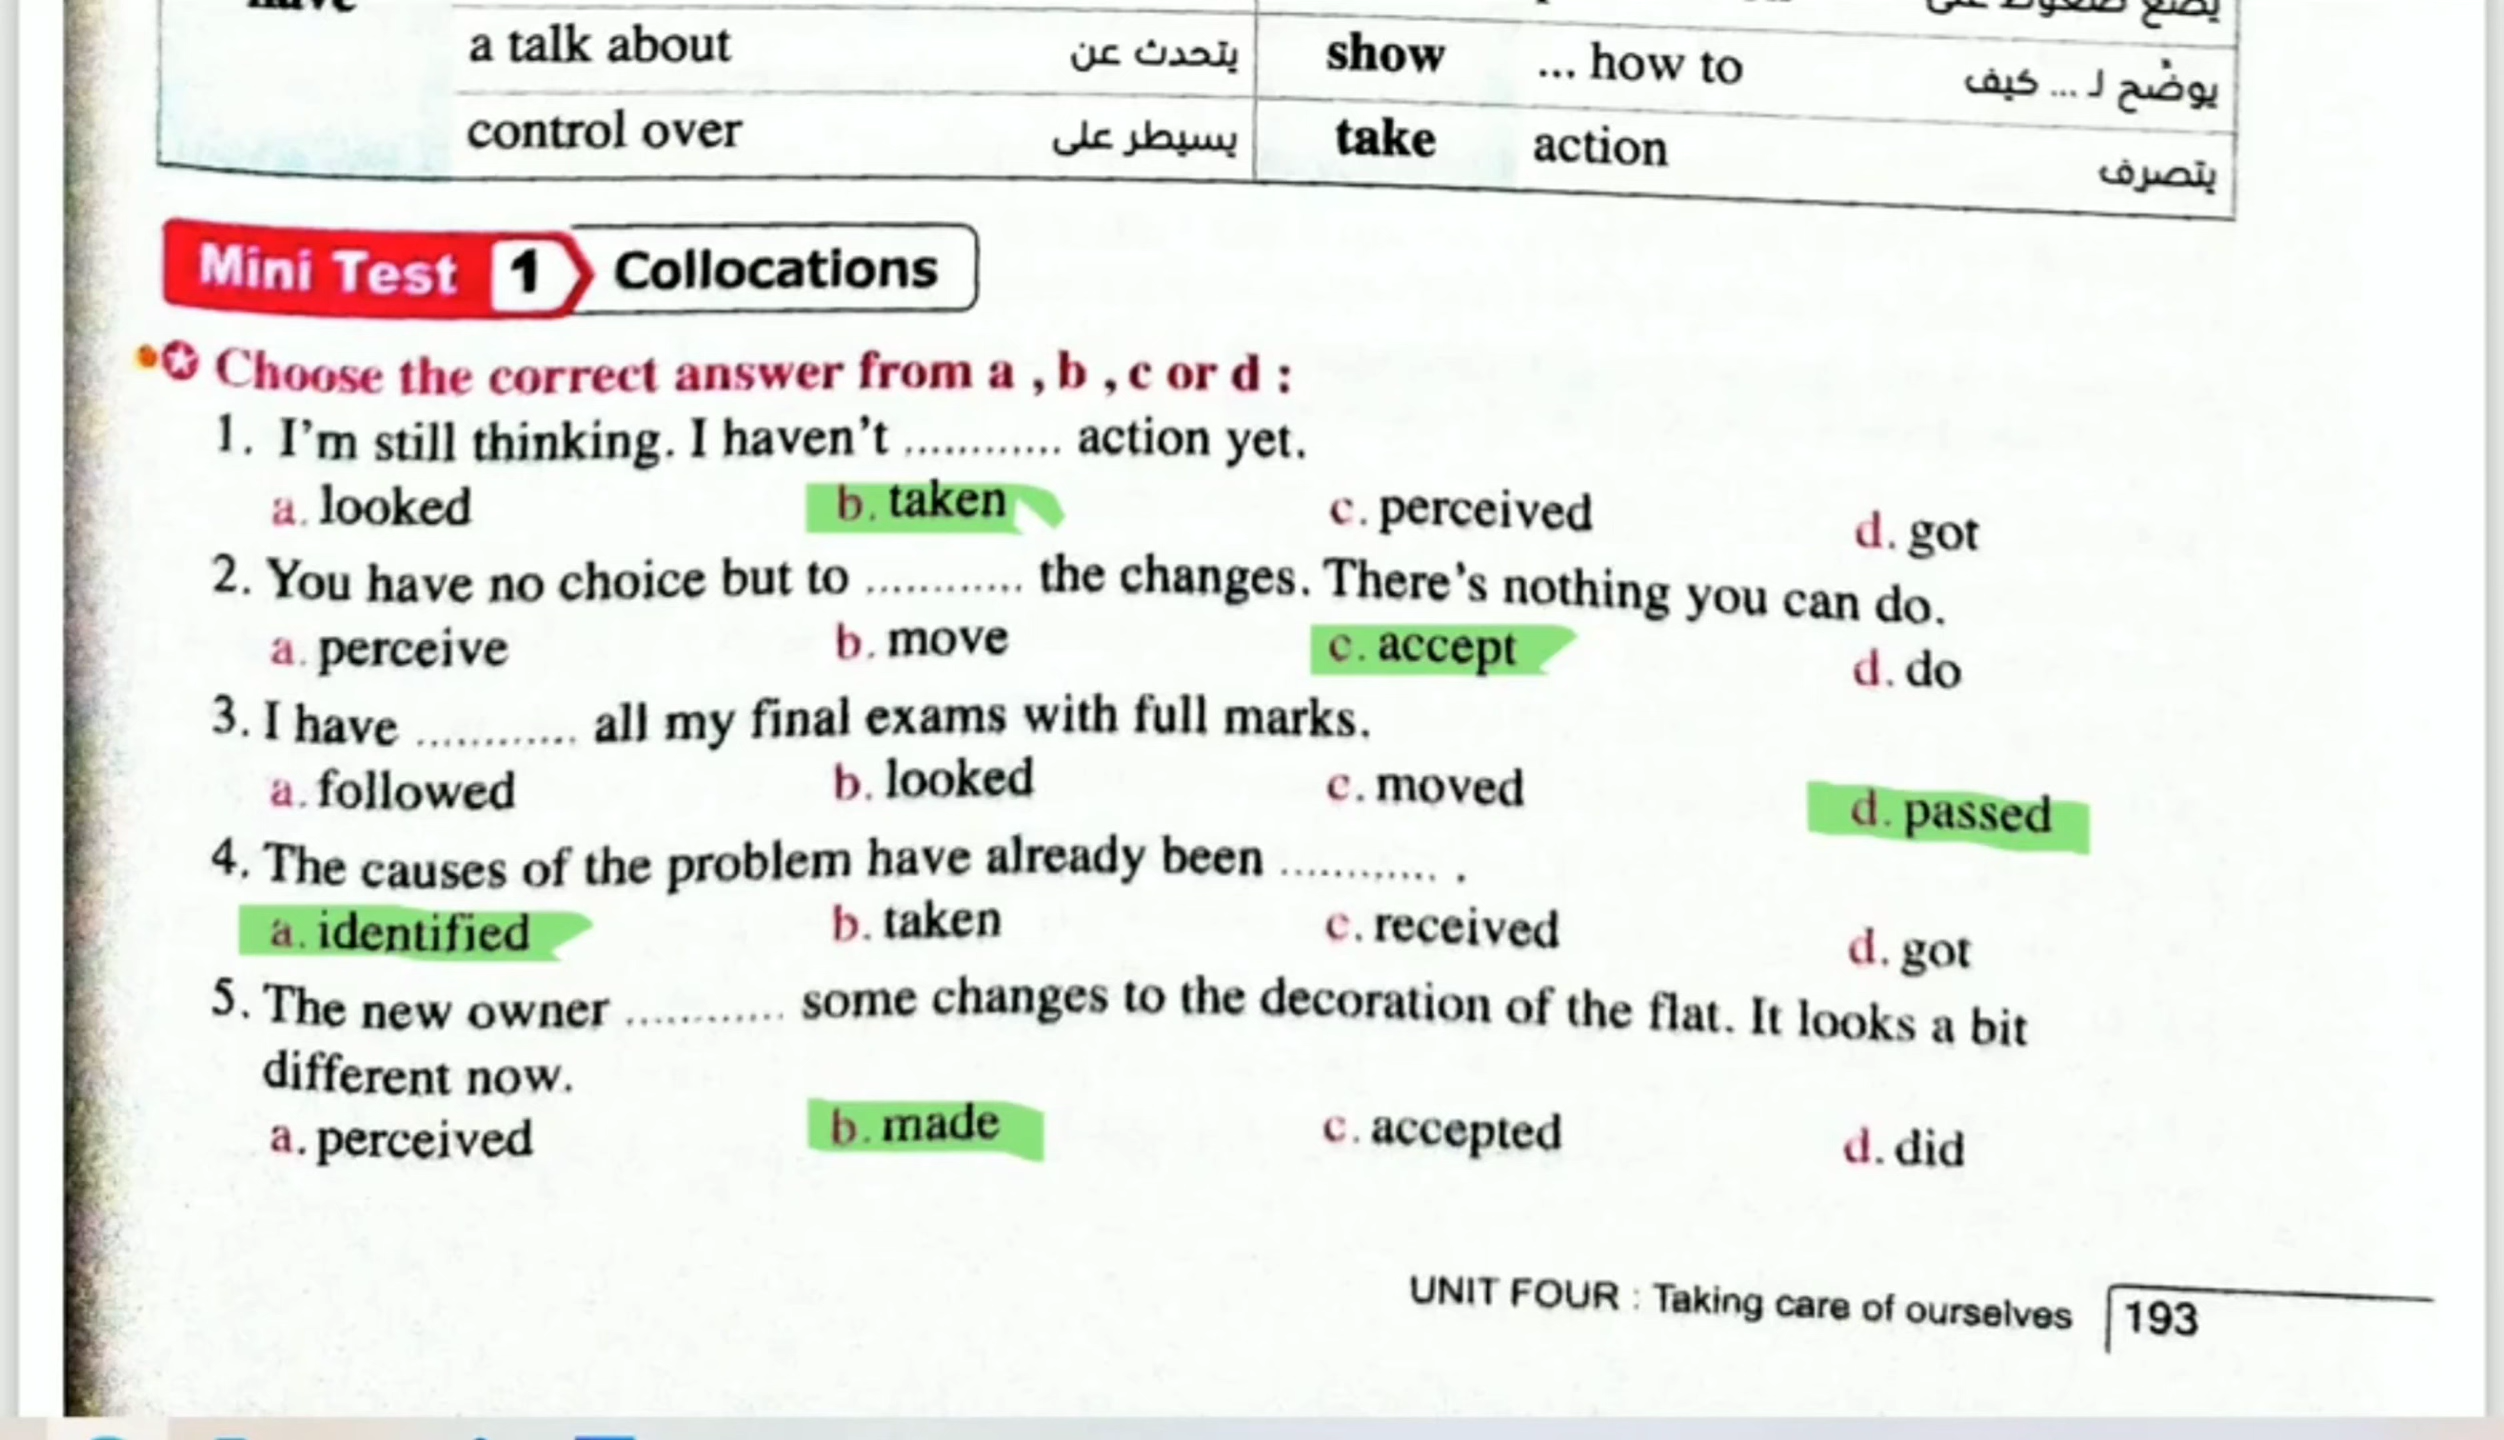 a talk about يتحدث عن show ... how to يوضح لـ ... كيف
control over يسيطر على take action يتصرف
Mini Test 1 Collocations
Choose the correct answer from a , b , c or d :
1. I'm still thinking. I haven't ............ action yet.
a. looked b. taken c. perceived d. got
2. You have no choice but to ............ the changes. There's nothing you can do.
a. perceive b. move c. accept d. do
3. I have ............ all my final exams with full marks.
a. followed b. looked c. moved d. passed
4. The causes of the problem have already been ............ .
a. identified b. taken c. received d. got
5. The new owner ............ some changes to the decoration of the flat. It looks a bit
different now.
a. perceived b. made c. accepted d. did
UNIT FOUR : Taking care of ourselves 193